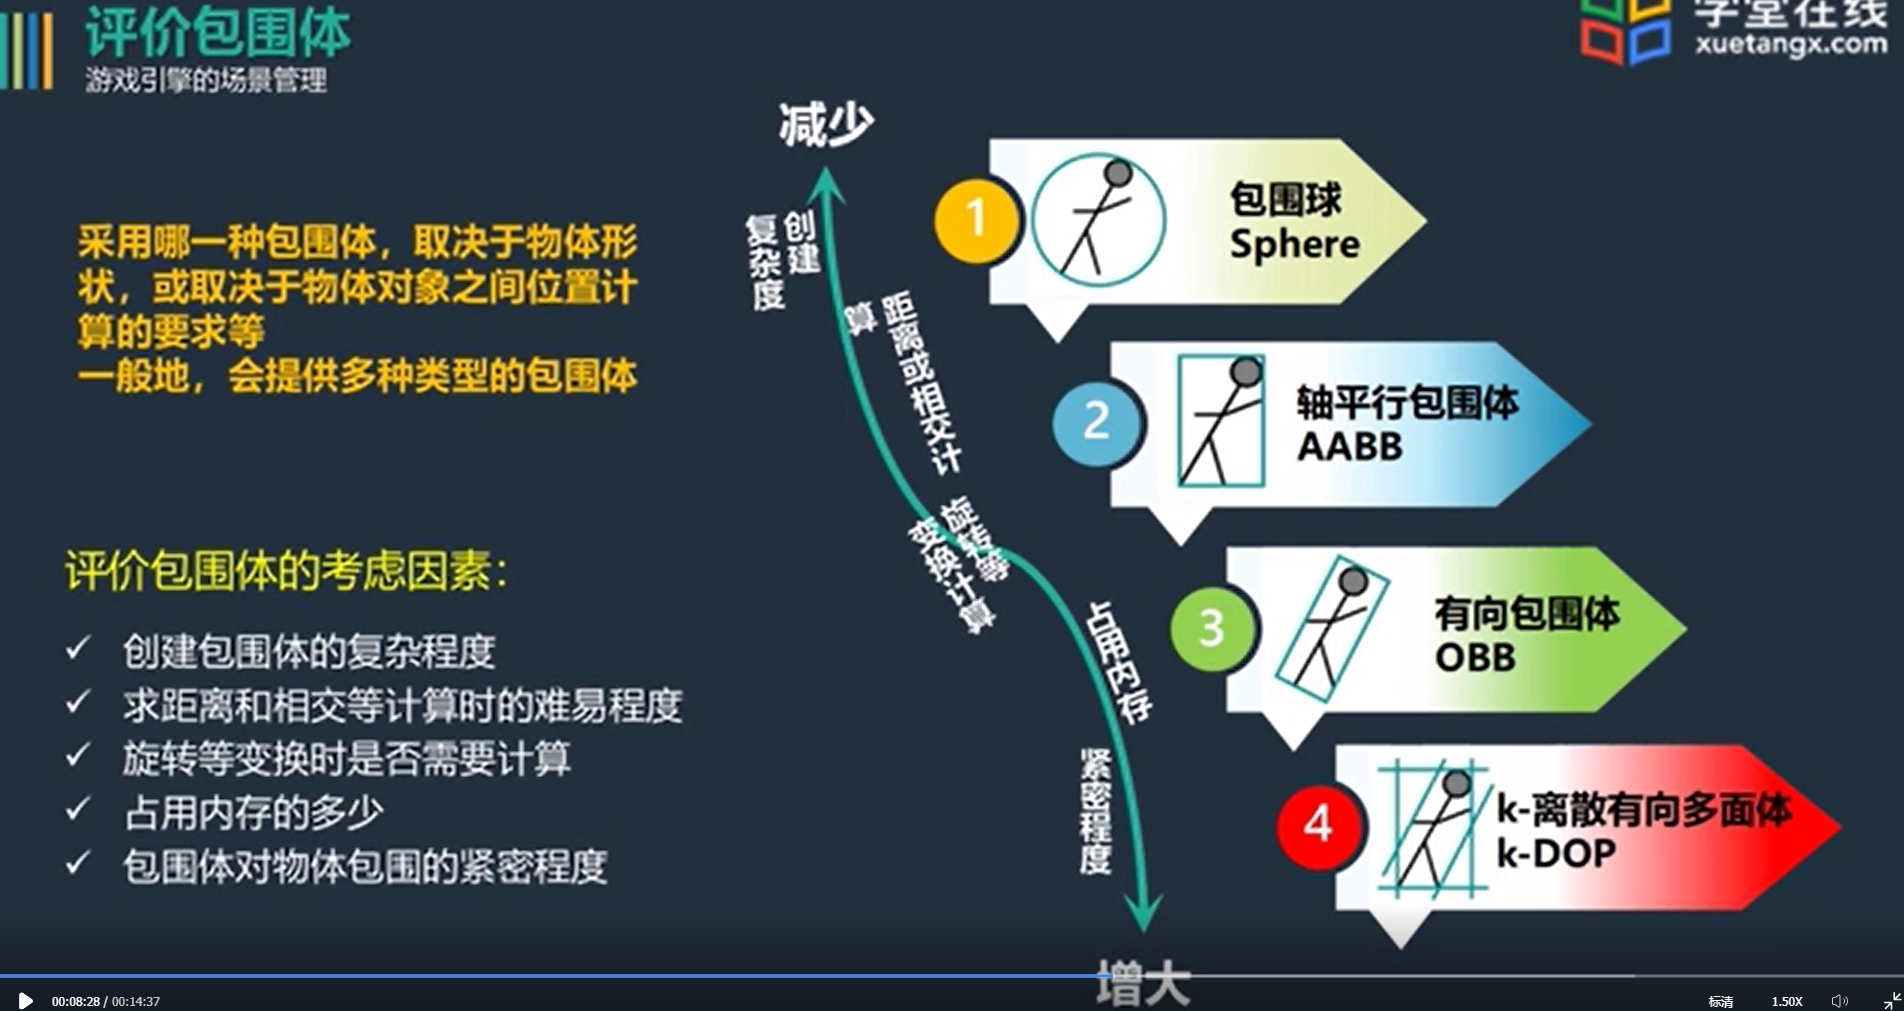 评价包围体
游戏引擎的场景管理
学堂在线
xuetangx.com
采用哪一种包围体，取决于物体形
状，或取决于物体对象之间位置计
算的要求等
一般地，会提供多种类型的包围体
评价包围体的考虑因素：
✓ 创建包围体的复杂程度
✓ 求距离和相交等计算时的难易程度
✓ 旋转等变换时是否需要计算
✓ 占用内存的多少
✓ 包围体对物体包围的紧密程度
减少
创建
复杂度
距离或相交计
算
旋转等
变换计算
占用内存
紧密程度
增大
1
包围球
Sphere
2
轴平行包围体
AABB
3
有向包围体
OBB
4
k-离散有向多面体
k-DOP
00:08:28 / 00:14:37
标清
1.50X